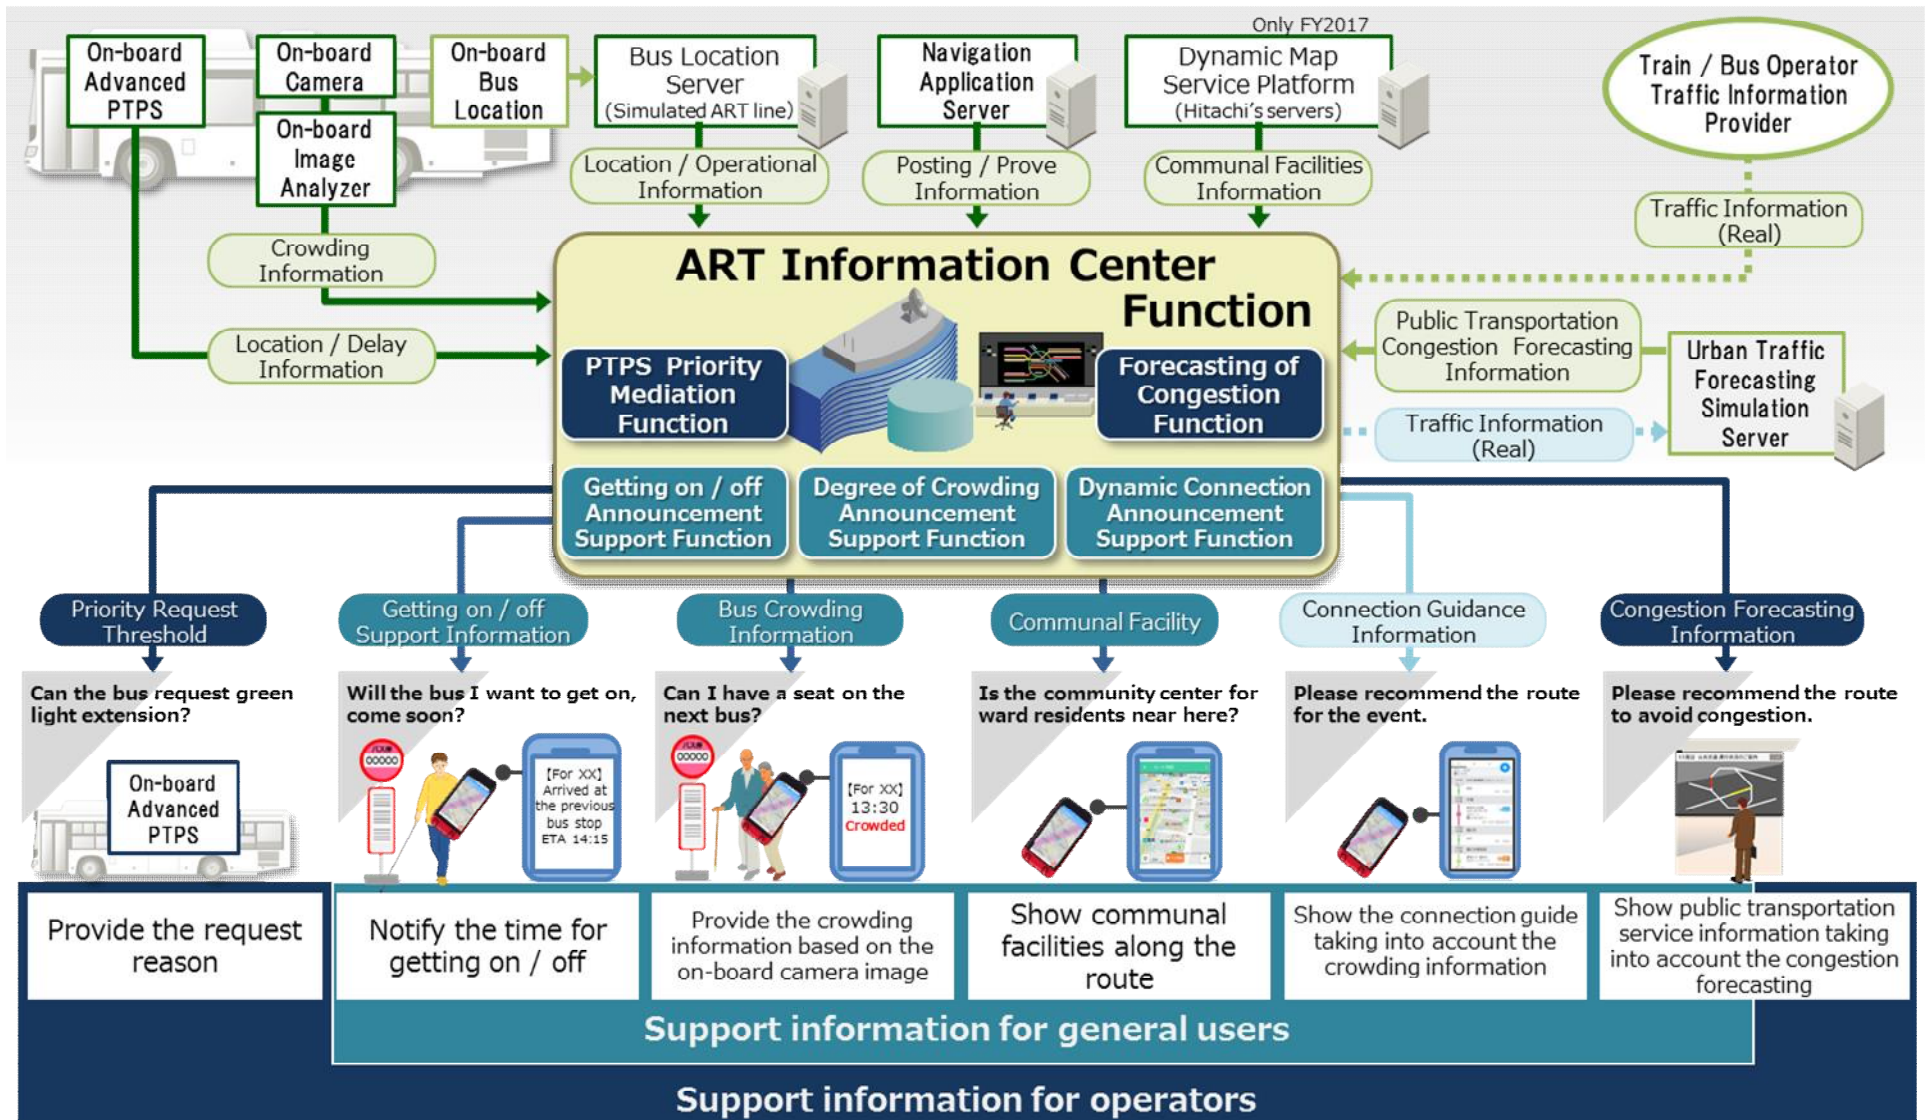 Only FY2017
On-board
Advanced
PTPS
On-board
Camera
On-board
Image
Analyzer
On-board
Bus
Location
Bus Location
Server
(Simulated ART line)
Navigation
Application
Server
Dynamic Map
Service Platform
(Hitachi's servers)
Train / Bus Operator
Traffic Information
Provider
Location / Operational
Information
Posting / Prove
Information
Communal Facilities
Information
Traffic Information
(Real)
Crowding
Information
Location / Delay
Information
ART Information Center
Function
PTPS Priority
Mediation
Function
Forecasting of
Congestion
Function
Public Transportation
Congestion Forecasting
Information
Traffic Information
(Real)
Urban Traffic
Forecasting
Simulation
Server
Getting on / off
Announcement
Support Function
Degree of Crowding
Announcement
Support Function
Dynamic Connection
Announcement
Support Function
Priority Request
Threshold
Getting on / off
Support Information
Bus Crowding
Information
Communal Facility
Connection Guidance
Information
Congestion Forecasting
Information
Can the bus request green
light extension?
Will the bus I want to get on,
come soon?
Can I have a seat on the
next bus?
Is the community center for
ward residents near here?
Please recommend the route
for the event.
Please recommend the route
to avoid congestion.
On-board
Advanced
PTPS
00000
[For XX]
Arrived at
the previous
bus stop
ETA 14:15
00000
[For XX]
13:30
Crowded
Provide the request
reason
Notify the time for
getting on / off
Provide the crowding
information based on the
on-board camera image
Show communal
facilities along the
route
Show the connection guide
taking into account the
crowding information
Show public transportation
service information taking
into account the congestion
forecasting
Support information for general users
Support information for operators